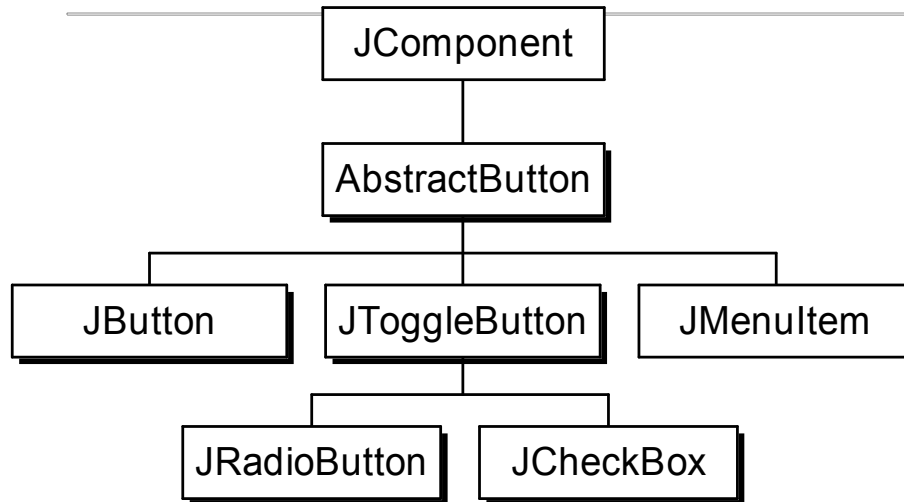 JComponent
AbstractButton
JButton
JToggleButton
JMenuItem
JRadioButton
JCheckBox